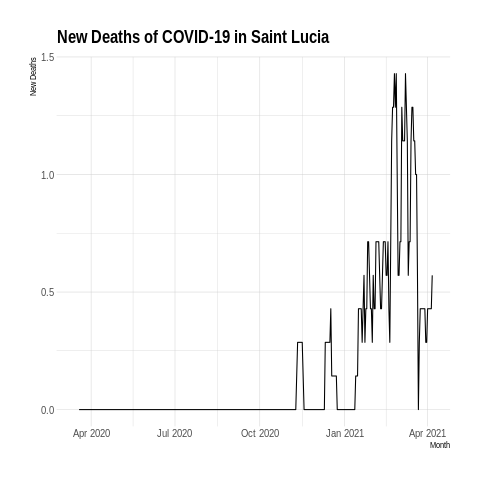 New Deaths of COVID-19 in Saint Lucia
New Deaths
1.5
1.0
0.5
0.0
Apr 2020 Jul 2020 Oct 2020 Jan 2021 Apr 2021
Month